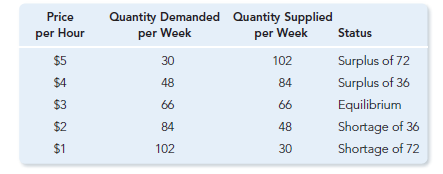 Price Quantity Demanded Quantity Supplied
per Hour per Week per Week Status
$5 30 102 Surplus of 72
$4 48 84 Surplus of 36
$3 66 66 Equilibrium
$2 84 48 Shortage of 36
$1 102 30 Shortage of 72